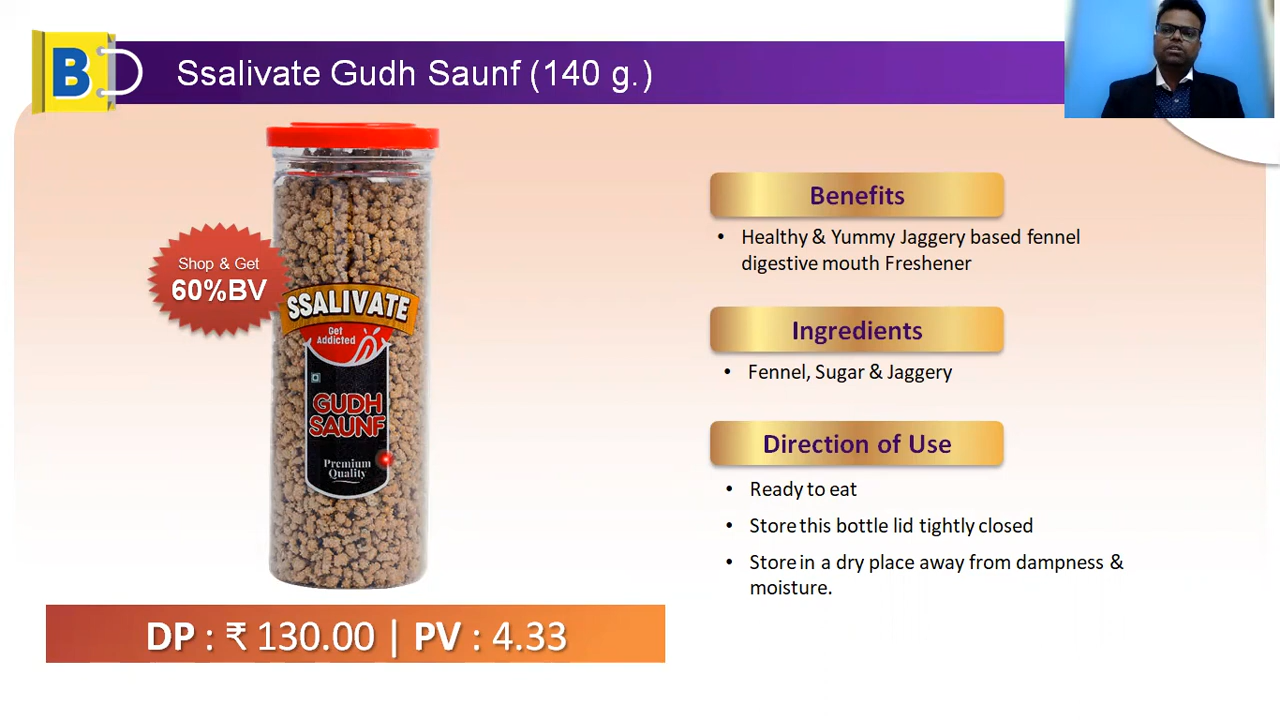 B
Ssalivate Gudh Saunf (140 g.)
Shop & Get
60%BV
SSALIVATE
Get
Addicted
GUDH
SAUNF
Premium
Quality
Benefits
• Healthy & Yummy Jaggery based fennel
digestive mouth Freshener
Ingredients
• Fennel, Sugar & Jaggery
Direction of Use
• Ready to eat
• Store this bottle lid tightly closed
• Store in a dry place away from dampness &
moisture.
DP : ₹ 130.00 | PV : 4.33